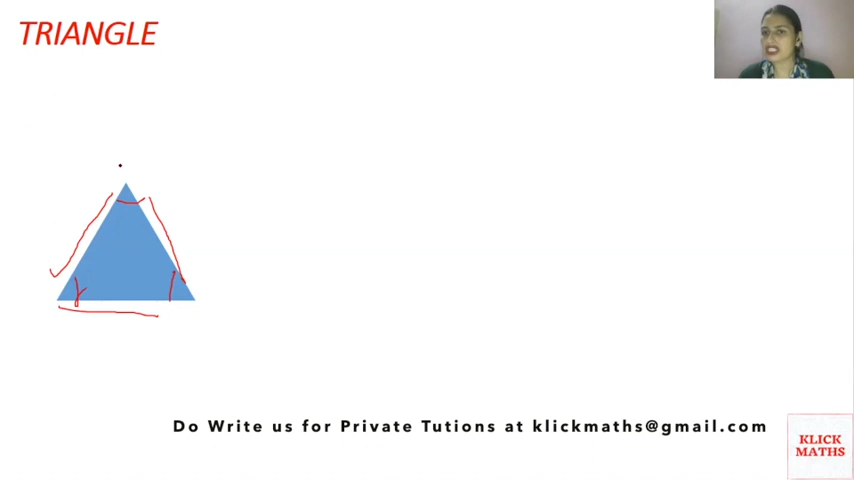 TRIANGLE
Do Write us for Private Tutions at klickmaths@gmail.com
KLICK
MATHS